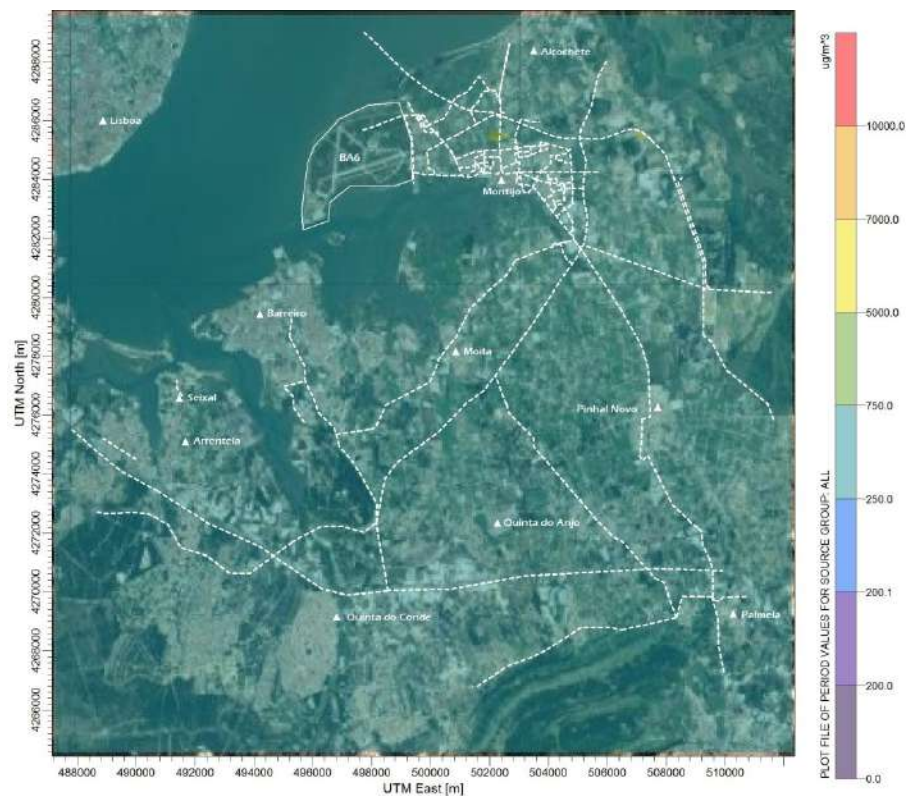 ug/m^3
4288000
Alcochete
4286000
Lisboa
10000.0
BA6
4284000
Montijo
7000.0
4282000
4280000
5000.0
Barreiro
4278000
Moita
750.0
UTM North [m]
Seixal
4276000
Pinhal Novo
Arrentela
4274000
250.0
4272000
Quinta do Anjo
200.1
4270000
Quinta do Conde
Palmela
4268000
200.0
4266000
0.0
PLOT FILE OF PERIOD VALUES FOR SOURCE GROUP: ALL
488000 490000 492000 494000 496000 498000 500000 502000 504000 506000 508000 510000
UTM East [m]